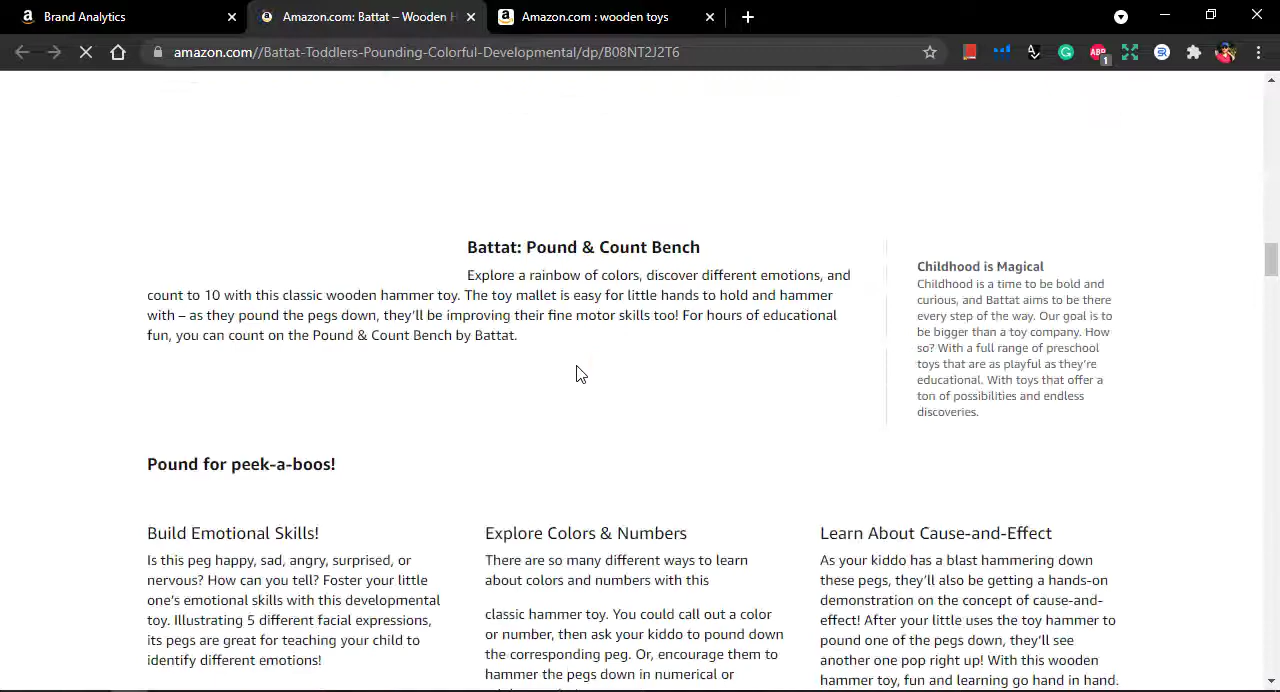 Brand Analytics
Amazon.com: Battat – Wooden H
Amazon.com : wooden toys
amazon.com//Battat-Toddlers-Pounding-Colorful-Developmental/dp/B08NT2J2T6
ABP
1
Battat: Pound & Count Bench
Explore a rainbow of colors, discover different emotions, and
count to 10 with this classic wooden hammer toy. The toy mallet is easy for little hands to hold and hammer
with – as they pound the pegs down, they’ll be improving their fine motor skills too! For hours of educational
fun, you can count on the Pound & Count Bench by Battat.
Childhood is Magical
Childhood is a time to be bold and
curious, and Battat aims to be there
every step of the way. Our goal is to
be bigger than a toy company. How
so? With a full range of preschool
toys that are as playful as they’re
educational. With toys that offer a
ton of possibilities and endless
discoveries.
Pound for peek-a-boos!
Build Emotional Skills!
Is this peg happy, sad, angry, surprised, or
nervous? How can you tell? Foster your little
one’s emotional skills with this developmental
toy. Illustrating 5 different facial expressions,
its pegs are great for teaching your child to
identify different emotions!
Explore Colors & Numbers
There are so many different ways to learn
about colors and numbers with this
classic hammer toy. You could call out a color
or number, then ask your kiddo to pound down
the corresponding peg. Or, encourage them to
hammer the pegs down in numerical or
Learn About Cause-and-Effect
As your kiddo has a blast hammering down
these pegs, they’ll also be getting a hands-on
demonstration on the concept of cause-and-
effect! After your little uses the toy hammer to
pound one of the pegs down, they’ll see
another one pop right up! With this wooden
hammer toy, fun and learning go hand in hand.